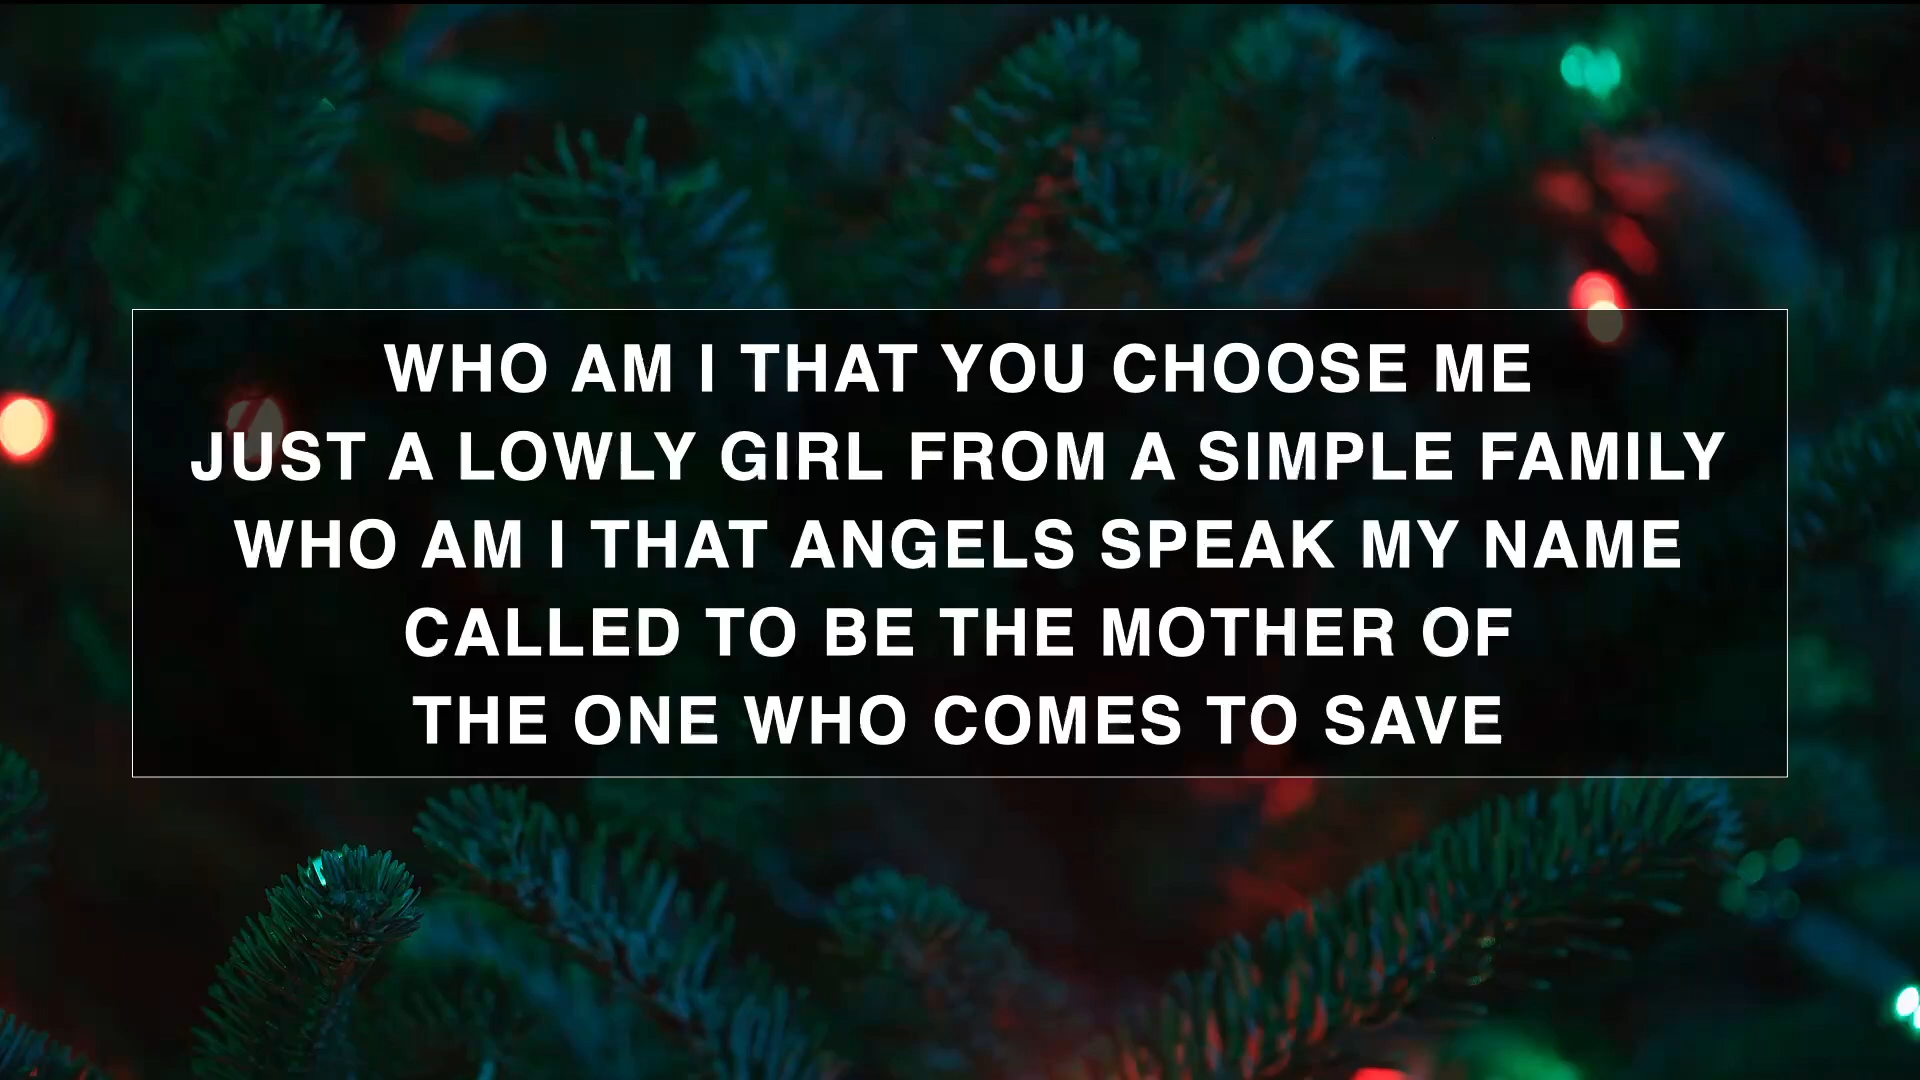 WHO AM I THAT YOU CHOOSE ME
JUST A LOWLY GIRL FROM A SIMPLE FAMILY
WHO AM I THAT ANGELS SPEAK MY NAME
CALLED TO BE THE MOTHER OF
THE ONE WHO COMES TO SAVE